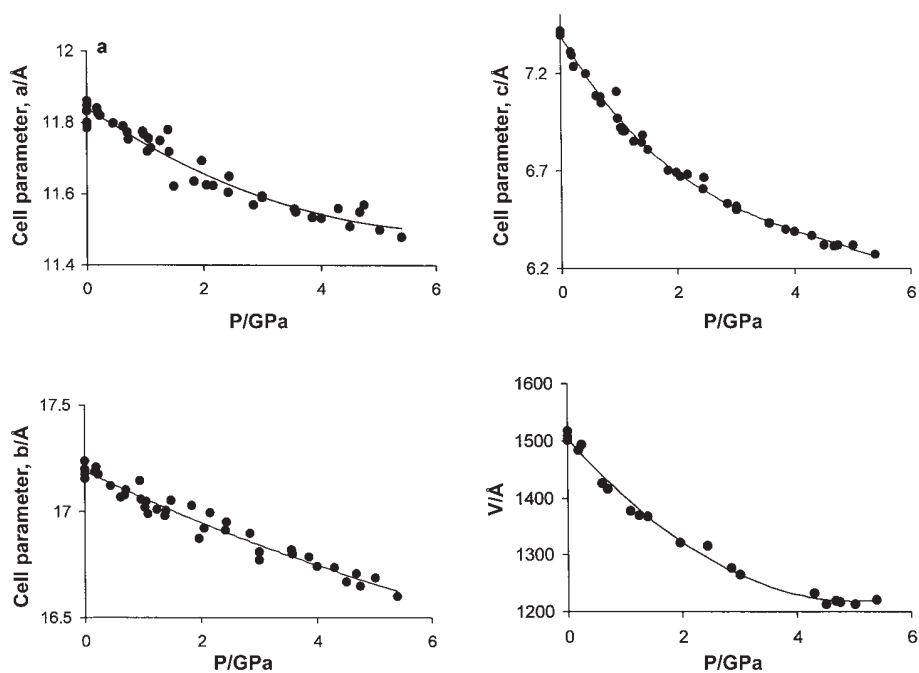 a
Cell parameter, a/Å
12
11.8
11.6
11.4
0 2 4 6
P/GPa
Cell parameter, c/Å
7.2
6.7
6.2
0 2 4 6
P/GPa
Cell parameter, b/Å
17.5
17
16.5
0 2 4 6
P/GPa
V/Å
1600
1500
1400
1300
1200
0 2 4 6
P/GPa